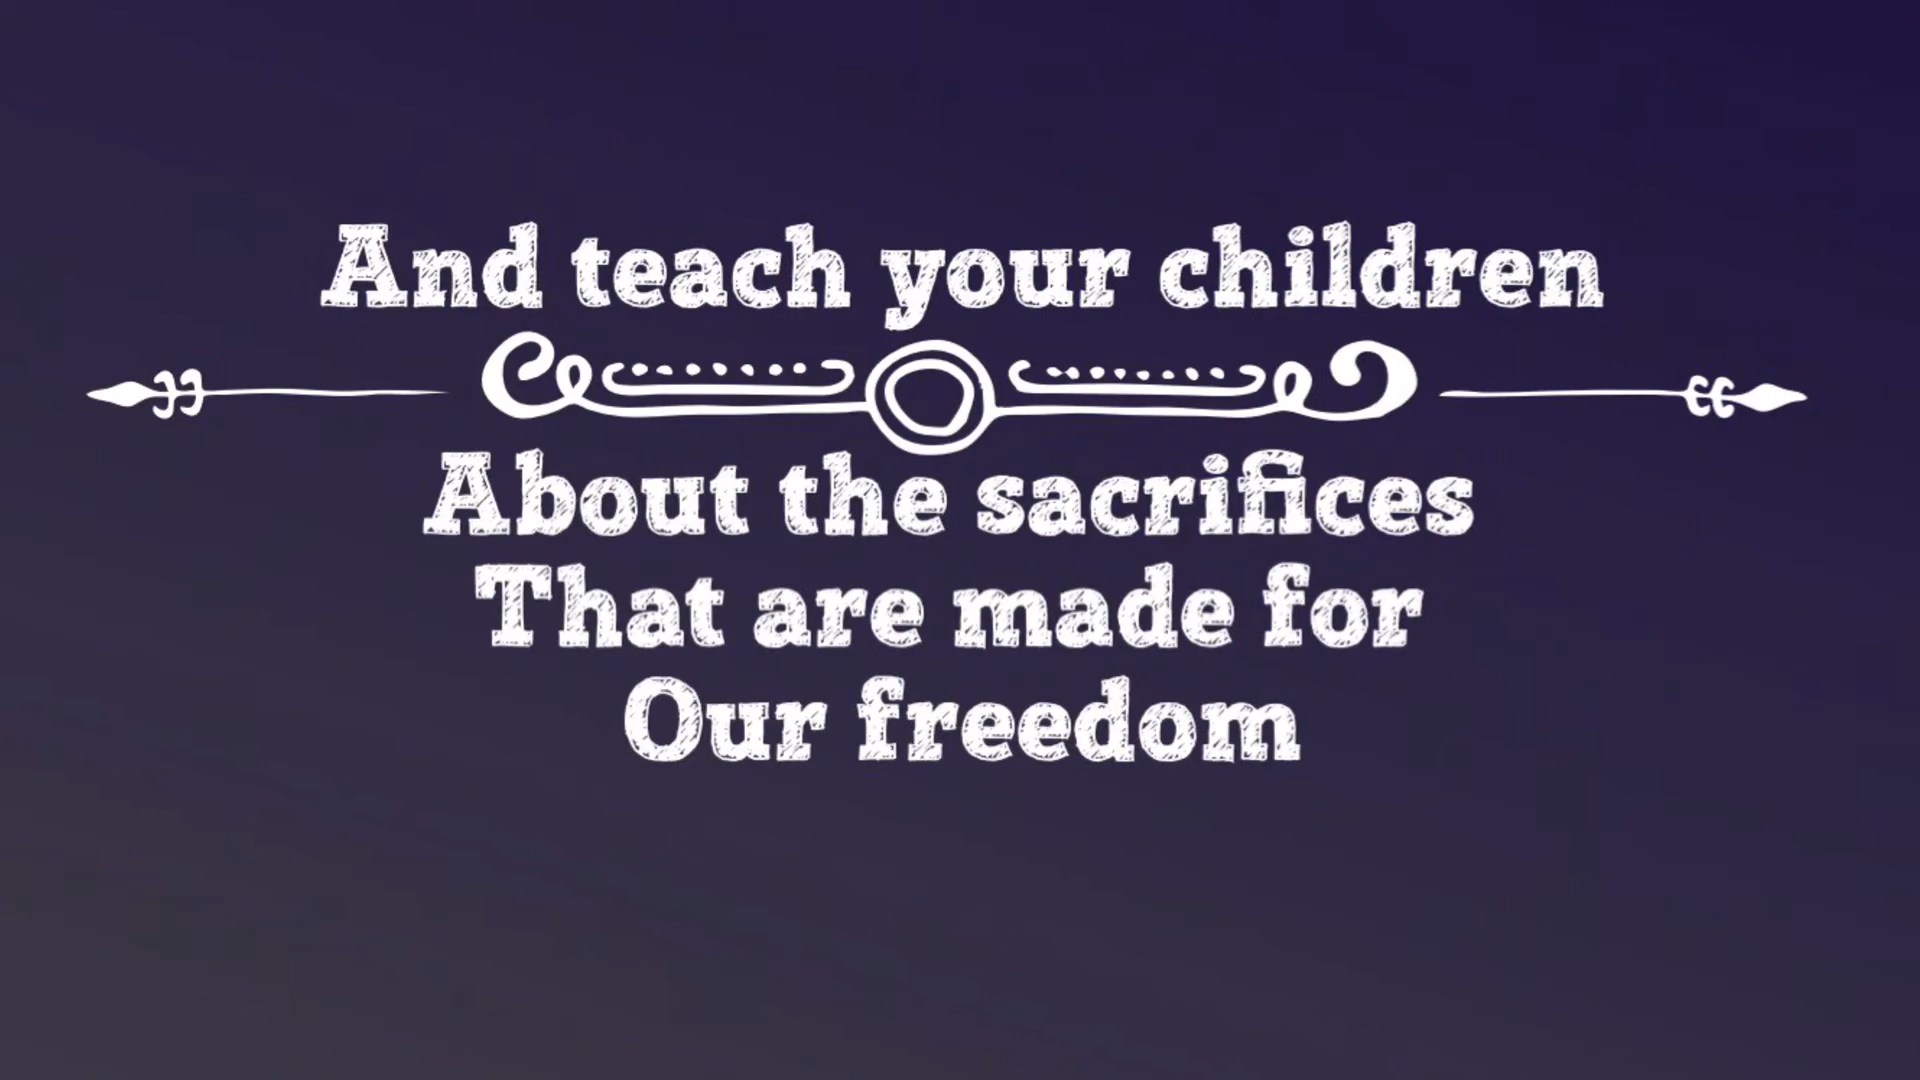 And teach your children
About the sacrifices
That are made for
Our freedom